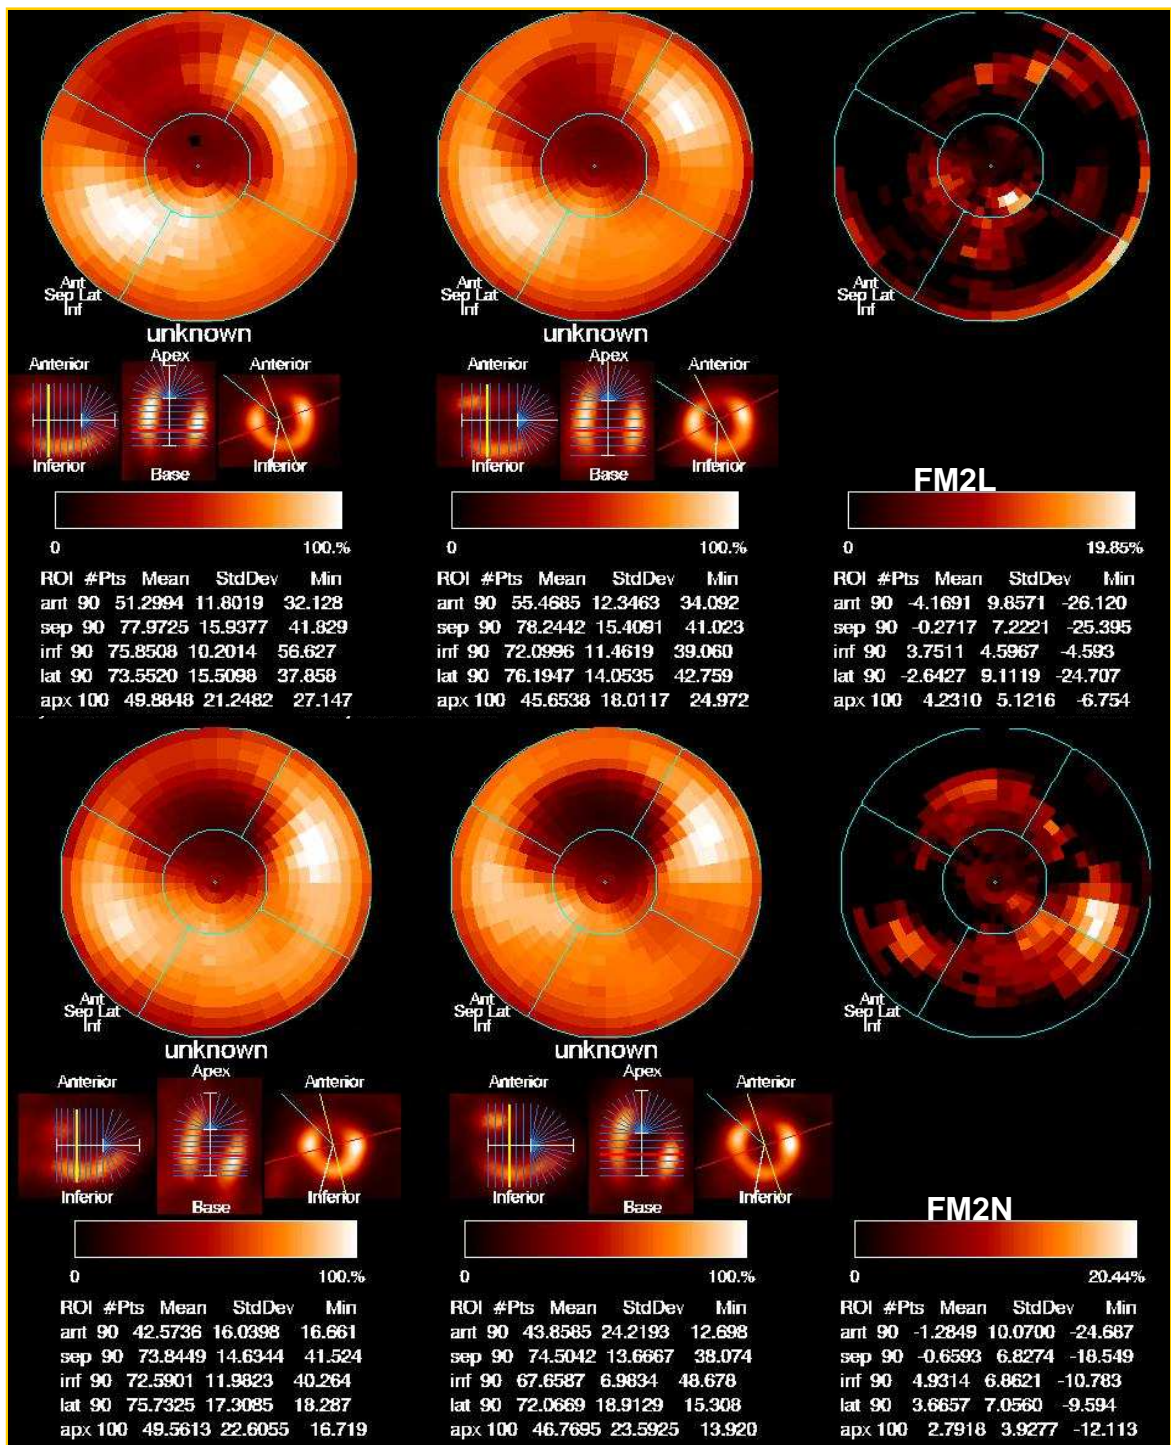 Ant
Sep Lat
Inf
Ant
Sep Lat
Inf
Ant
Sep Lat
Inf
unknown
unknown
Anterior Apex Anterior
Anterior Apex Anterior
Inferior Base Inferior
Inferior Base Inferior
FM2L
0 100.%
0 100.%
0 19.85%
ROI #Pts Mean StdDev Min
ant 90 51.2994 11.8019 32.128
sep 90 77.9725 15.9377 41.829
inf 90 75.8508 10.2014 56.627
lat 90 73.5520 15.5098 37.858
apx 100 49.8848 21.2482 27.147
ROI #Pts Mean StdDev Min
ant 90 55.4685 12.3463 34.092
sep 90 78.2442 15.4091 41.023
inf 90 72.0996 11.4619 39.060
lat 90 76.1947 14.0535 42.759
apx 100 45.6538 18.0117 24.972
ROI #Pts Mean StdDev Min
ant 90 -4.1691 9.8571 -26.120
sep 90 -0.2717 7.2221 -25.395
inf 90 3.7511 4.5967 -4.593
lat 90 -2.6427 9.1119 -24.707
apx 100 4.2310 5.1216 -6.754
Ant
Sep Lat
Inf
Ant
Sep Lat
Inf
Ant
Sep Lat
Inf
unknown
unknown
Anterior Apex Anterior
Anterior Apex Anterior
Inferior Base Inferior
Inferior Base Inferior
FM2N
0 100.%
0 100.%
0 20.44%
ROI #Pts Mean StdDev Min
ant 90 42.5736 16.0398 16.661
sep 90 73.8449 14.6344 41.524
inf 90 72.5901 11.9823 40.264
lat 90 75.7325 17.3085 18.287
apx 100 49.5613 22.6055 16.719
ROI #Pts Mean StdDev Min
ant 90 43.8585 24.2193 12.698
sep 90 74.5042 13.6667 38.074
inf 90 67.6587 6.9834 48.678
lat 90 72.0669 18.9129 15.308
apx 100 46.7695 23.5925 13.920
ROI #Pts Mean StdDev Min
ant 90 -1.2849 10.0700 -24.687
sep 90 -0.6593 6.8274 -18.549
inf 90 4.9314 6.8621 -10.783
lat 90 3.6657 7.0560 -9.594
apx 100 2.7918 3.9277 -12.113